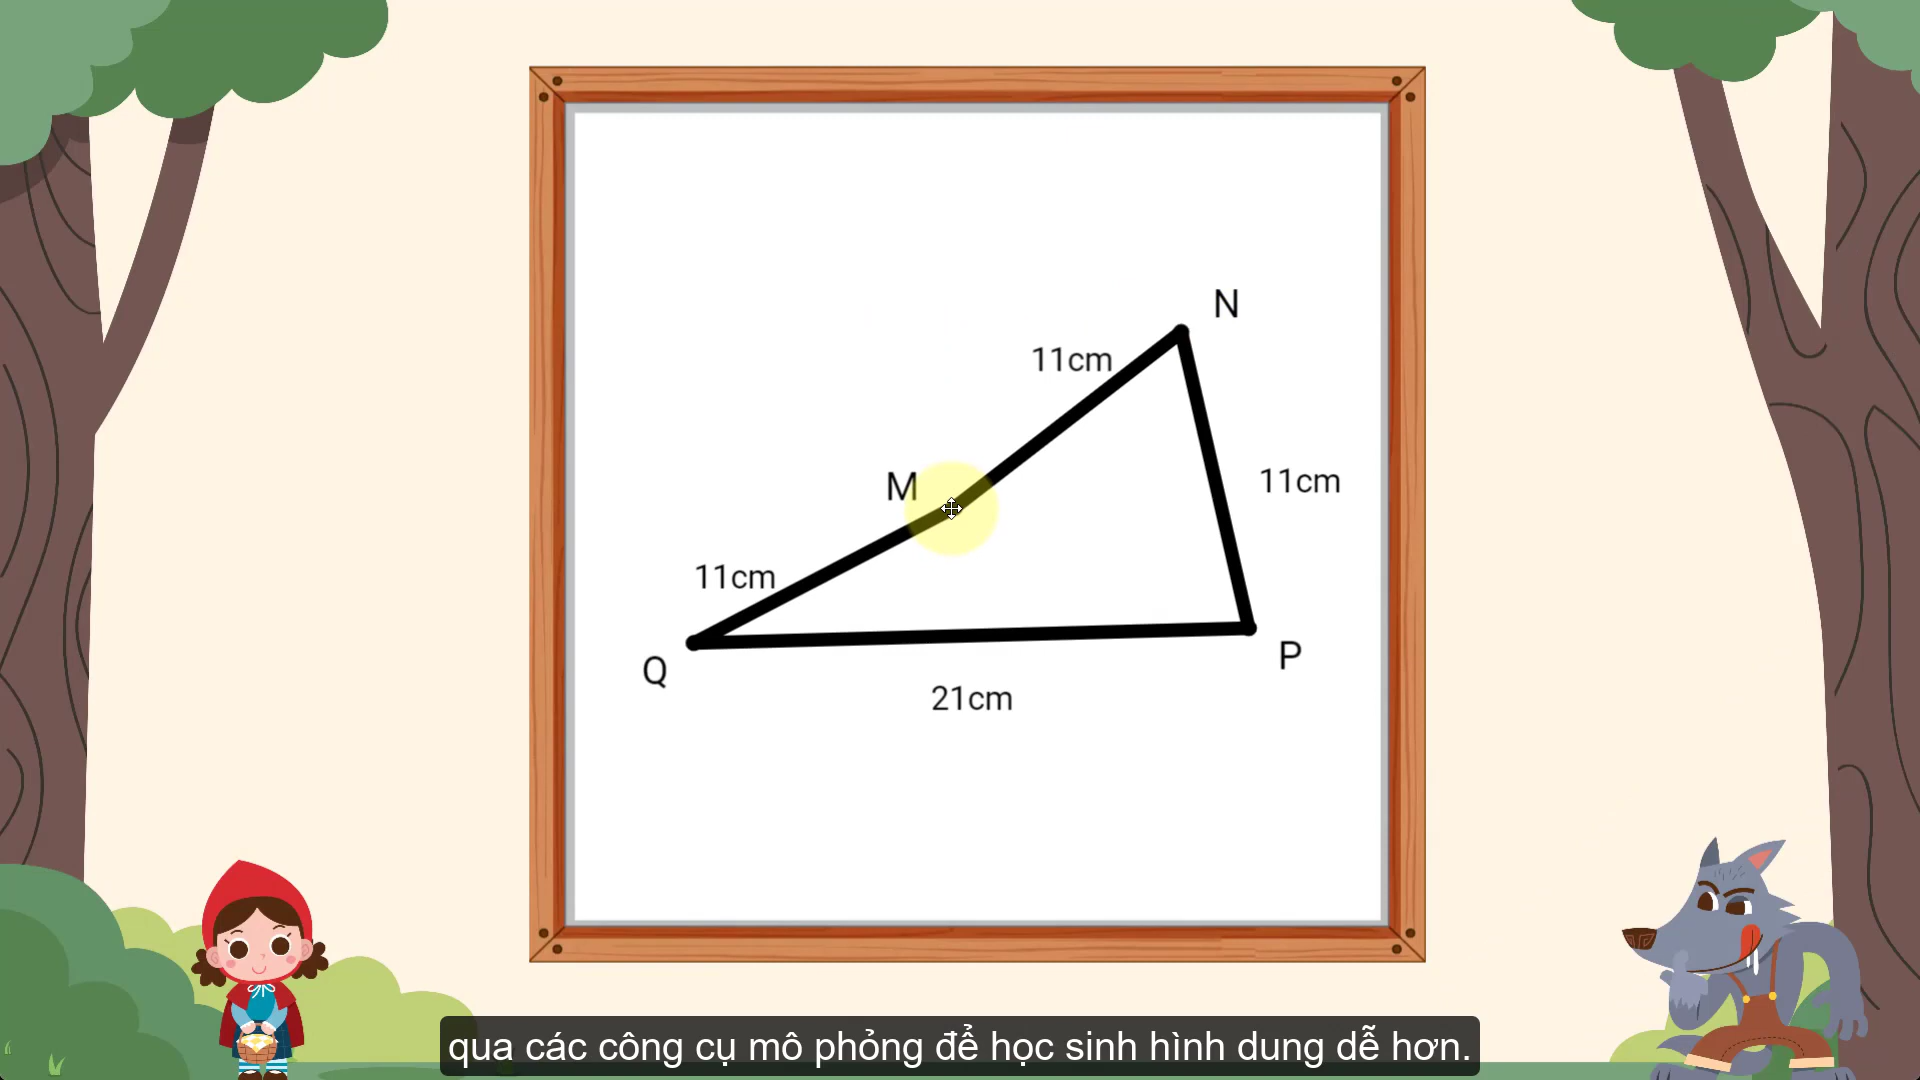 N
11cm
M
11cm
11cm
Q
P
21cm
qua các công cụ mô phỏng để học sinh hình dung dễ hơn.